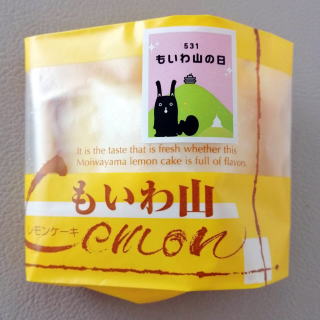 531
もいわ山の日
It is the taste that is fresh whether this
Moiwayama lemon cake is full of flavors.
もいわ山
レモンケーキ
Lemon